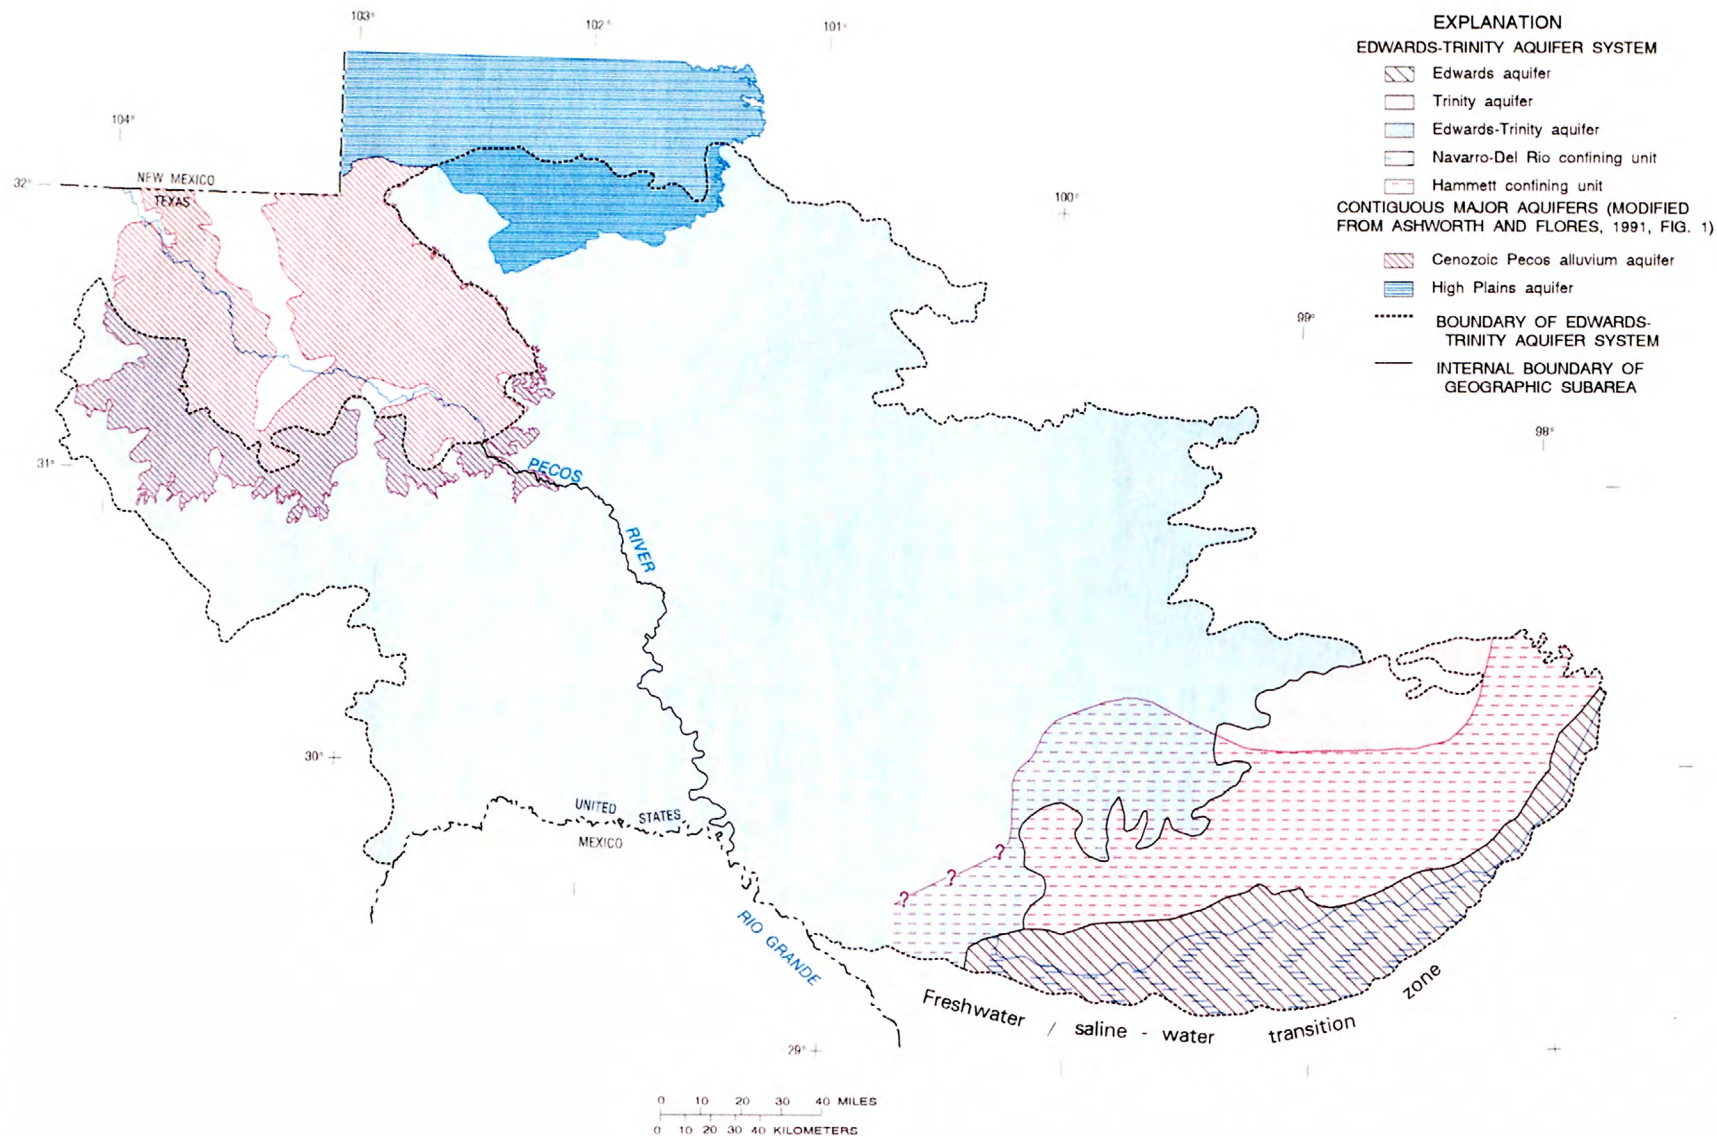 103°
102°
101°
104°
32°
NEW MEXICO
TEXAS
100°
99°
98°
31°
PECOS
RIVER
30°
UNITED STATES
MEXICO
RIO GRANDE
?
?
?
Freshwater / saline - water transition zone
29°
EXPLANATION
EDWARDS-TRINITY AQUIFER SYSTEM
Edwards aquifer
Trinity aquifer
Edwards-Trinity aquifer
Navarro-Del Rio confining unit
Hammett confining unit
CONTIGUOUS MAJOR AQUIFERS (MODIFIED
FROM ASHWORTH AND FLORES, 1991, FIG. 1)
Cenozoic Pecos alluvium aquifer
High Plains aquifer
BOUNDARY OF EDWARDS-
TRINITY AQUIFER SYSTEM
INTERNAL BOUNDARY OF
GEOGRAPHIC SUBAREA
0 10 20 30 40 MILES
0 10 20 30 40 KILOMETERS